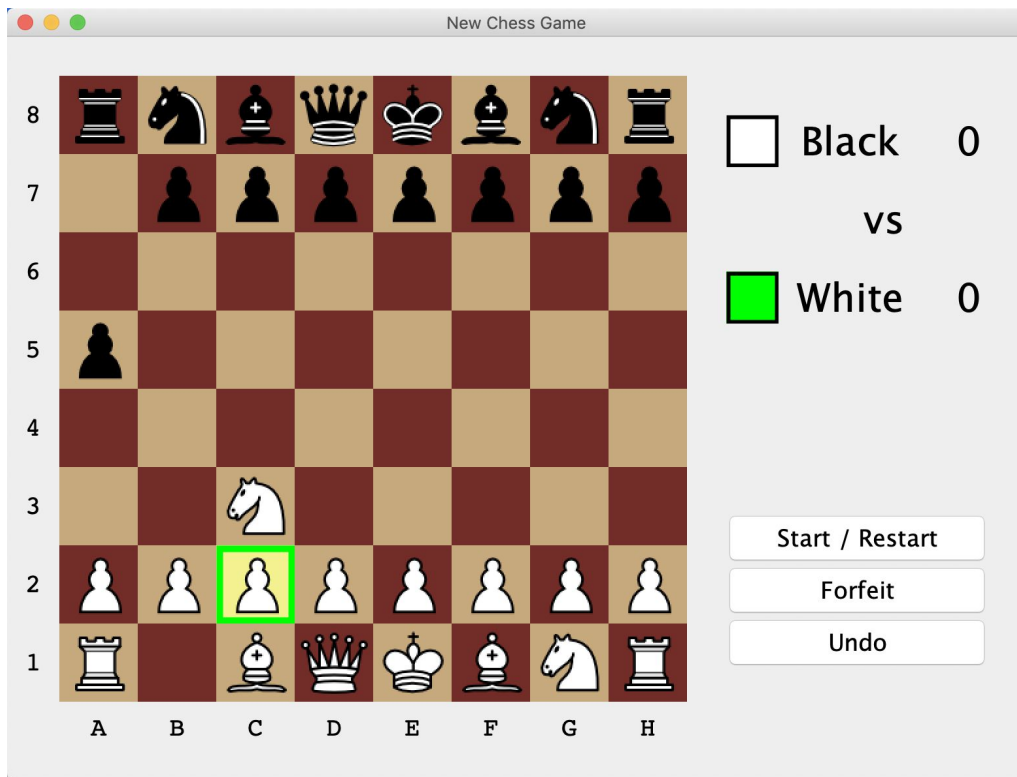 New Chess Game
8
7
6
5
4
3
2
1
A B C D E F G H
Black 0
vs
White 0
Start / Restart
Forfeit
Undo